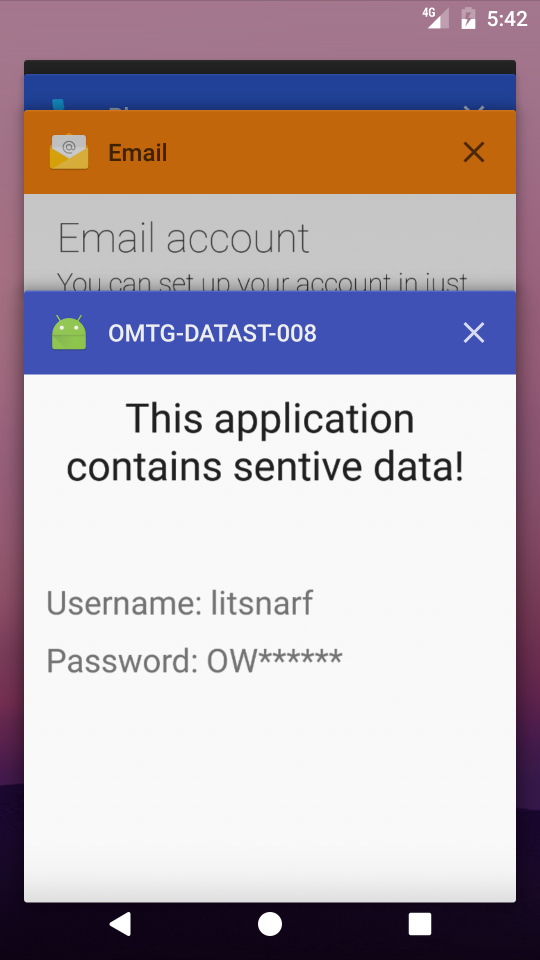 4G 5:42
Email
Email account
You can set up your account in just
OMTG-DATAST-008
This application
contains sentive data!
Username: litsnarf
Password: OW******